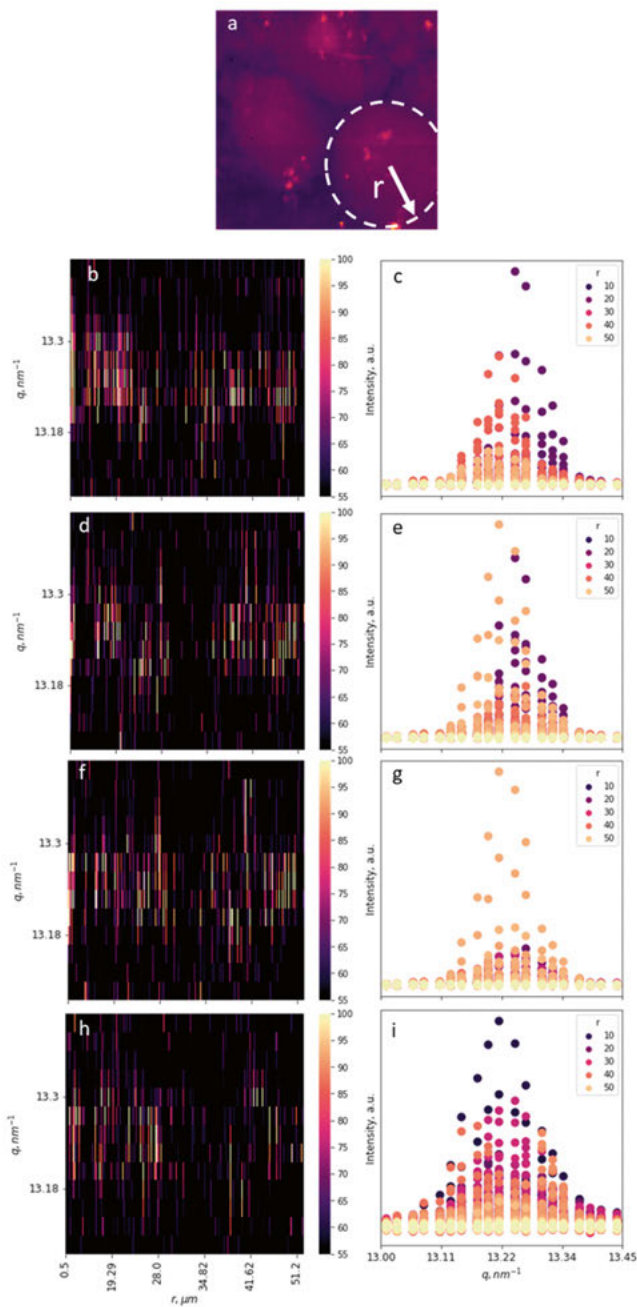 a
r
b
100
95
90
85
80
75
70
65
60
55
13.3
13.18
q, nm⁻¹
c
r
10
20
30
40
50
Intensity, a.u.
d
100
95
90
85
80
75
70
65
60
55
13.3
13.18
q, nm⁻¹
e
r
10
20
30
40
50
Intensity, a.u.
f
100
95
90
85
80
75
70
65
60
55
13.3
13.18
q, nm⁻¹
g
r
10
20
30
40
50
Intensity, a.u.
h
100
95
90
85
80
75
70
65
60
55
13.3
13.18
q, nm⁻¹
0.5 19.29 28.0 34.82 41.62 51.2
r, μm
i
r
10
20
30
40
50
Intensity, a.u.
13.00 13.11 13.22 13.34 13.45
q, nm⁻¹